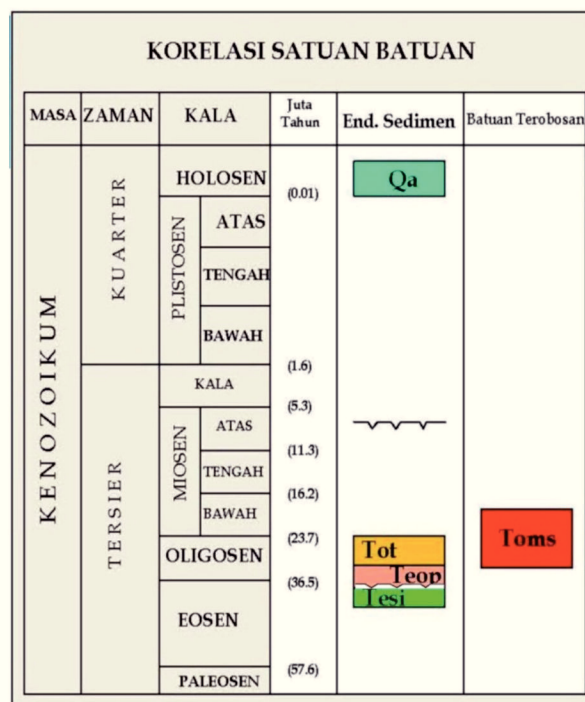 KORELASI SATUAN BATUAN
MASA
ZAMAN
KALA
Juta
Tahun
End. Sedimen
Batuan Terobosan
KENOZOIKUM
KUARTER
HOLOSEN
(0.01)
Qa
PLISTOSEN
ATAS
TENGAH
BAWAH
(1.6)
TERSIER
KALA
(5.3)
MIOSEN
ATAS
(11.3)
TENGAH
(16.2)
BAWAH
(23.7)
OLIGOSEN
(36.5)
Tot
Teop
Tesi
Toms
EOSEN
(57.6)
PALEOSEN